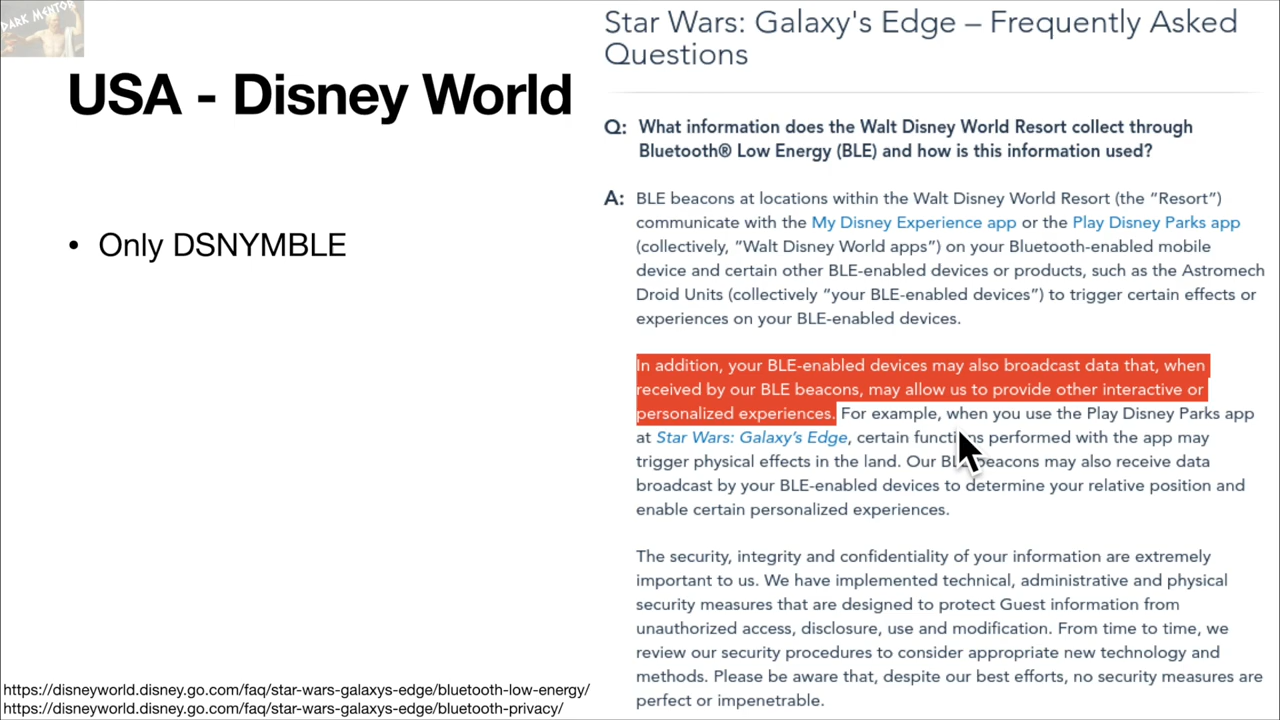 DARK MENTOR
USA - Disney World
• Only DSNYMBLE
https://disneyworld.disney.go.com/faq/star-wars-galaxys-edge/bluetooth-low-energy/
https://disneyworld.disney.go.com/faq/star-wars-galaxys-edge/bluetooth-privacy/
Star Wars: Galaxy's Edge – Frequently Asked
Questions
Q: What information does the Walt Disney World Resort collect through
Bluetooth® Low Energy (BLE) and how is this information used?
A: BLE beacons at locations within the Walt Disney World Resort (the “Resort”)
communicate with the My Disney Experience app or the Play Disney Parks app
(collectively, “Walt Disney World apps”) on your Bluetooth-enabled mobile
device and certain other BLE-enabled devices or products, such as the Astromech
Droid Units (collectively “your BLE-enabled devices”) to trigger certain effects or
experiences on your BLE-enabled devices.
In addition, your BLE-enabled devices may also broadcast data that, when
received by our BLE beacons, may allow us to provide other interactive or
personalized experiences. For example, when you use the Play Disney Parks app
at Star Wars: Galaxy’s Edge, certain functions performed with the app may
trigger physical effects in the land. Our BLE beacons may also receive data
broadcast by your BLE-enabled devices to determine your relative position and
enable certain personalized experiences.
The security, integrity and confidentiality of your information are extremely
important to us. We have implemented technical, administrative and physical
security measures that are designed to protect Guest information from
unauthorized access, disclosure, use and modification. From time to time, we
review our security procedures to consider appropriate new technology and
methods. Please be aware that, despite our best efforts, no security measures are
perfect or impenetrable.